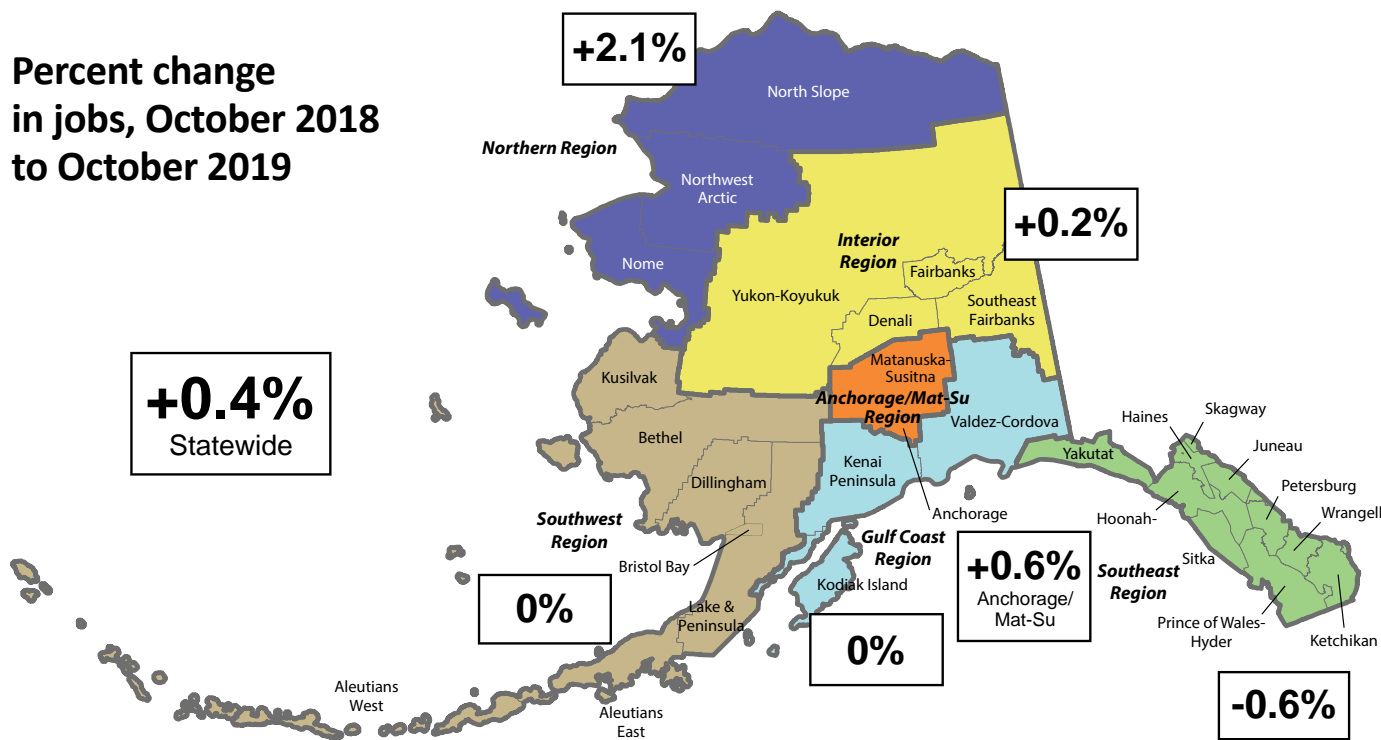 Percent change
in jobs, October 2018
to October 2019
+2.1%
North Slope
Northern Region
Northwest
Arctic
Nome
+0.2%
Interior
Region
Fairbanks
Yukon-Koyukuk
Denali
Southeast
Fairbanks
+0.4%
Statewide
Kusilvak
Bethel
Dillingham
Southwest
Region
Bristol Bay
0%
Lake &
Peninsula
Aleutians
West
Aleutians
East
Matanuska-
Susitna
Anchorage/Mat-Su
Region
Valdez-Cordova
Kenai
Peninsula
Anchorage
Gulf Coast
Region
Kodiak Island
0%
+0.6%
Anchorage/
Mat-Su
Yakutat
Haines
Skagway
Juneau
Petersburg
Wrangell
Hoonah-
Sitka
Southeast
Region
Prince of Wales-
Hyder
Ketchikan
-0.6%